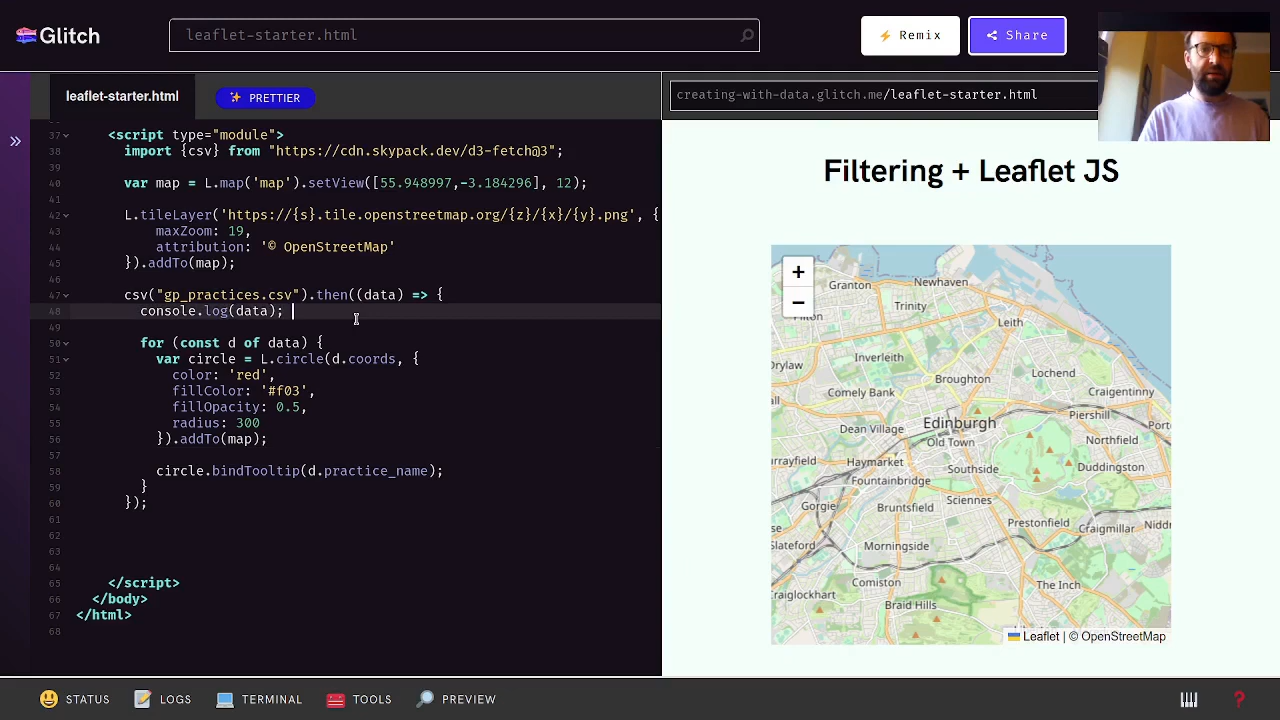 Glitch
leaflet-starter.html
Remix
Share
leaflet-starter.html
PRETTIER
creating-with-data.glitch.me/leaflet-starter.html
37 <script type="module">
38 import {csv} from "https://cdn.skypack.dev/d3-fetch@3";
39
40 var map = L.map('map').setView([55.948997,-3.184296], 12);
41
42 L.tileLayer('https://{s}.tile.openstreetmap.org/{z}/{x}/{y}.png', {
43 maxZoom: 19,
44 attribution: '© OpenStreetMap'
45 }).addTo(map);
46
47 csv("gp_practices.csv").then((data) => {
48 console.log(data);
49
50 for (const d of data) {
51 var circle = L.circle(d.coords, {
52 color: 'red',
53 fillColor: '#f03',
54 fillOpacity: 0.5,
55 radius: 300
56 }).addTo(map);
57
58 circle.bindTooltip(d.practice_name);
59 }
60 });
61
62
63
64
65 </script>
66 </body>
67 </html>
68
Filtering + Leaflet JS
+
−
Granton
Newhaven
Trinity
Leith
Drylaw
Inverleith
Lochend
Broughton
Comely Bank
Craigentinny
Piershill
Edinburgh
Dean Village
Old Town
Northfield
Haymarket
Southside
Duddingston
Fountainbridge
Sciennes
Gorgie
Bruntsfield
Prestonfield
Craigmillar
Slateford
Morningside
Comiston
The Inch
Craiglockhart
Braid Hills
Leaflet | © OpenStreetMap
STATUS
LOGS
TERMINAL
TOOLS
PREVIEW
?